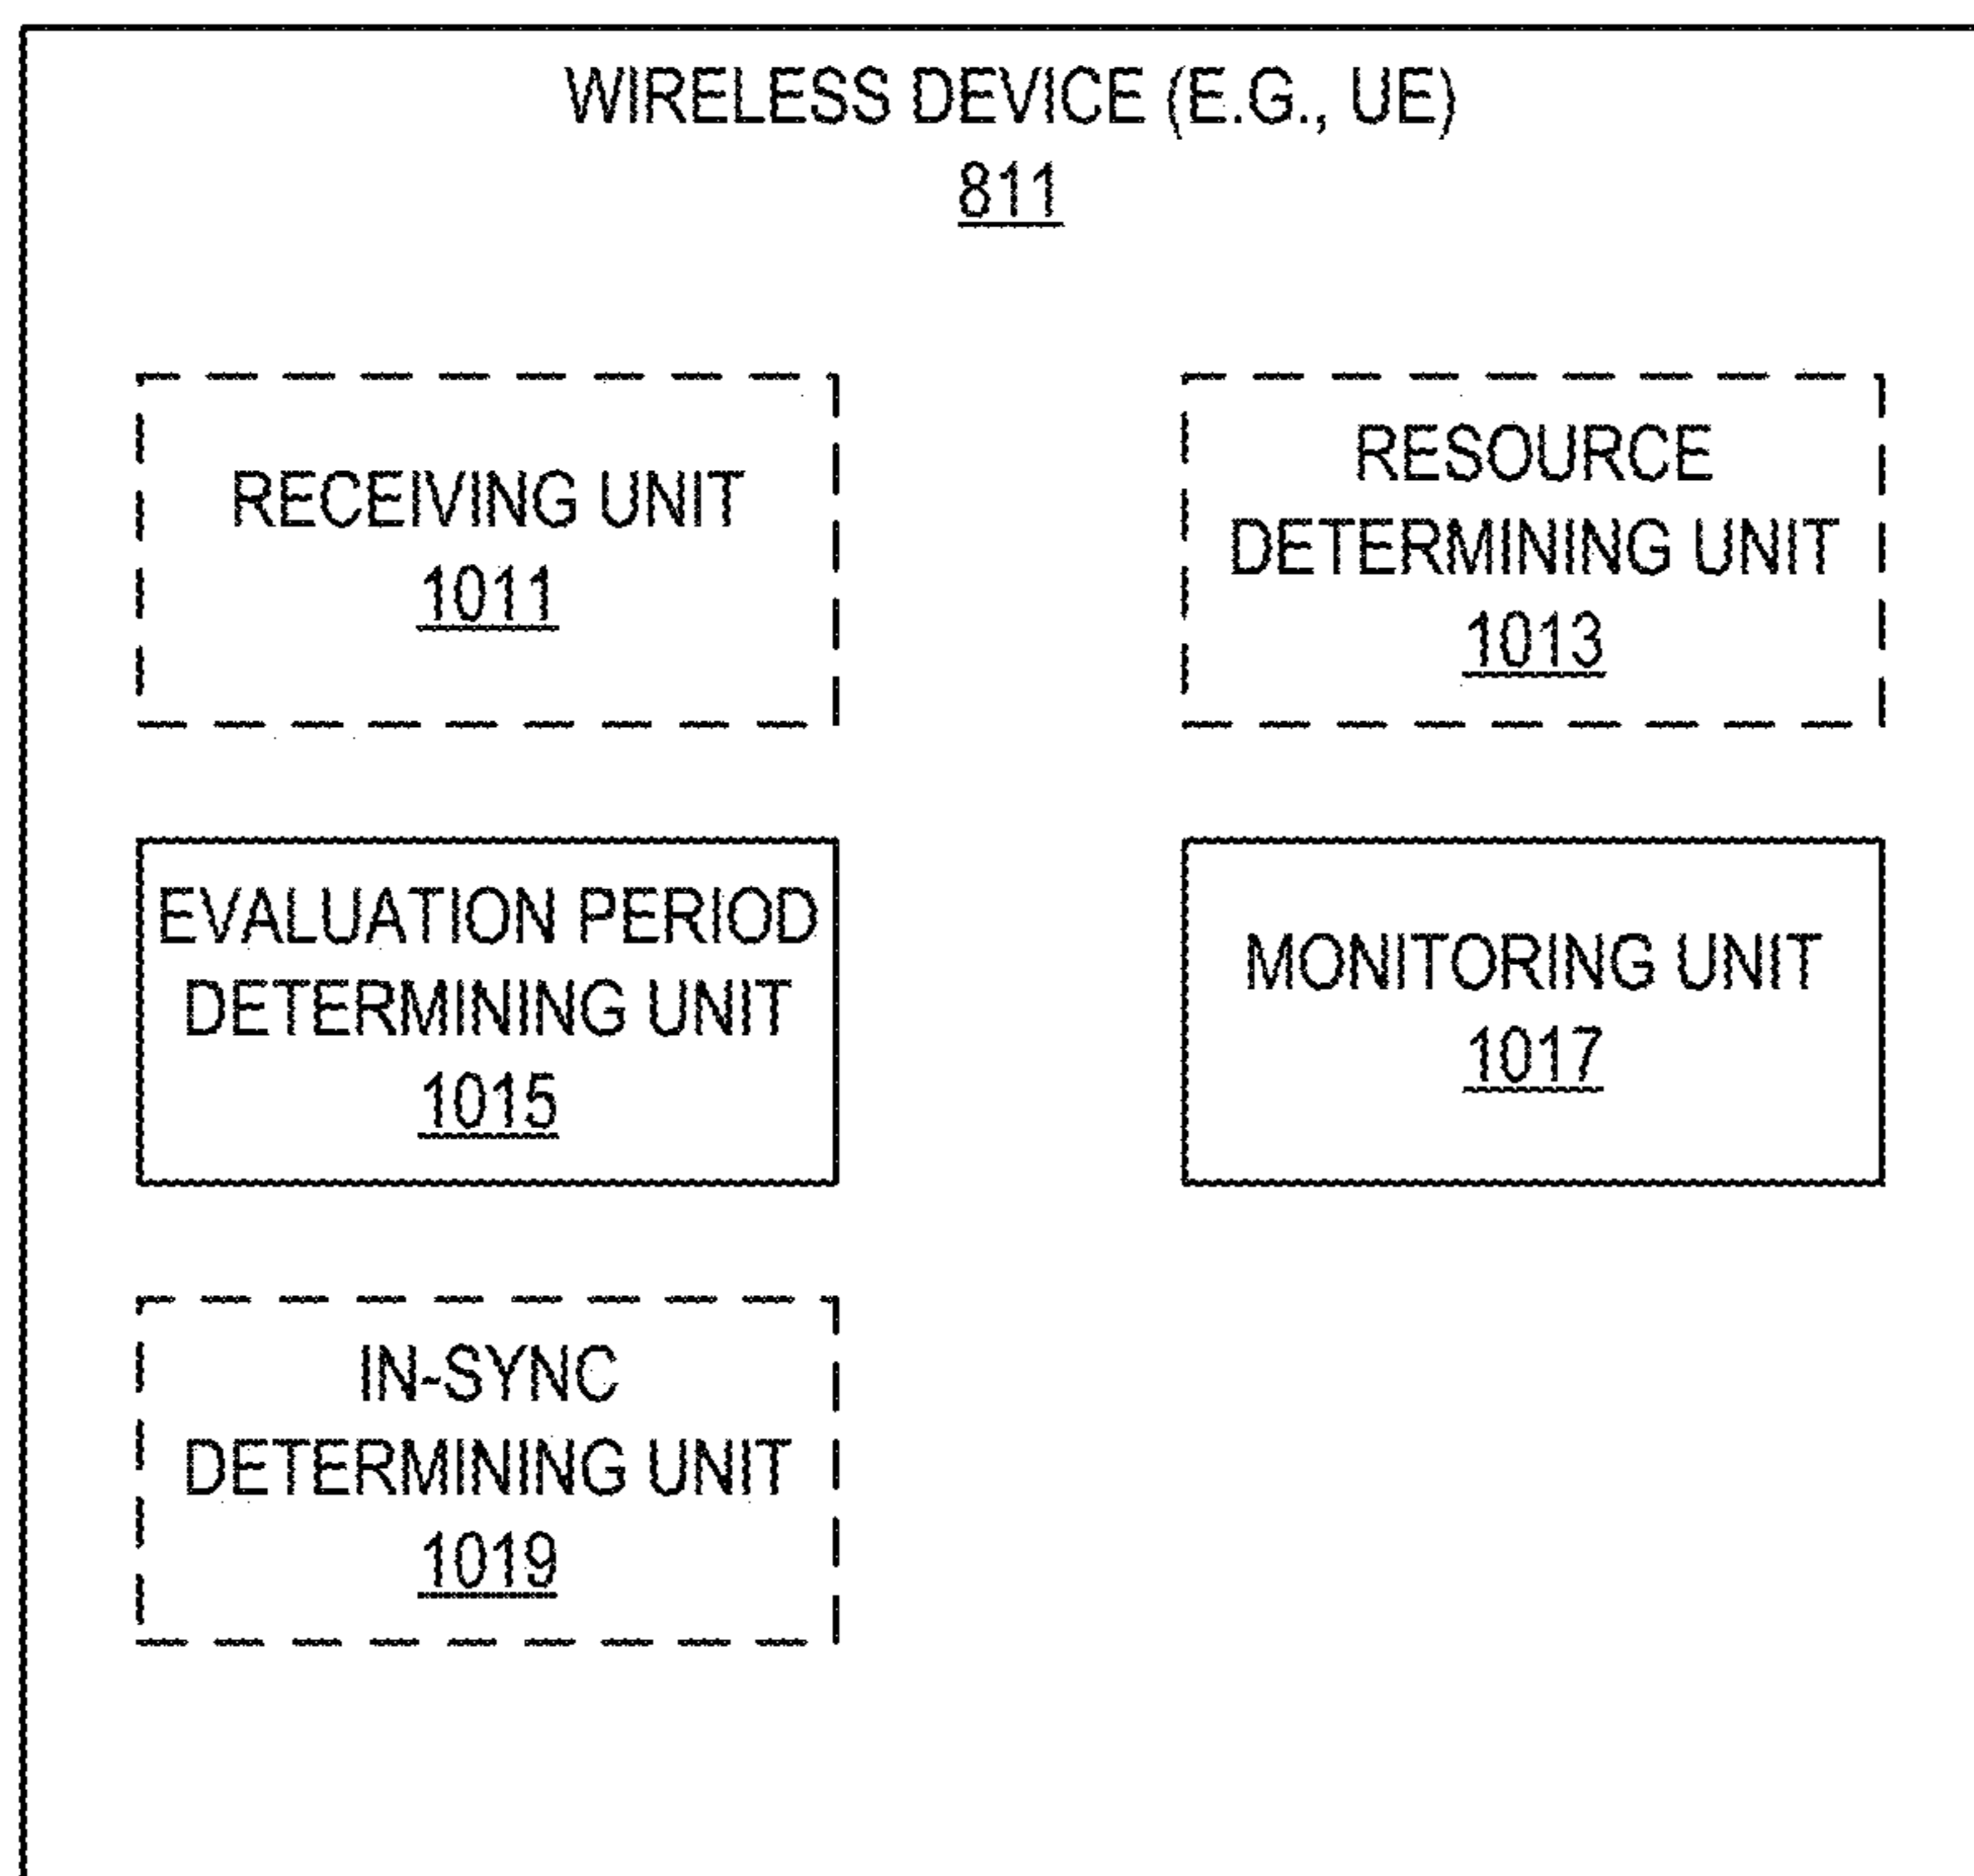 WIRELESS DEVICE (E.G., UE)
811
RECEIVING UNIT
1011
RESOURCE
DETERMINING UNIT
1013
EVALUATION PERIOD
DETERMINING UNIT
1015
MONITORING UNIT
1017
IN-SYNC
DETERMINING UNIT
1019